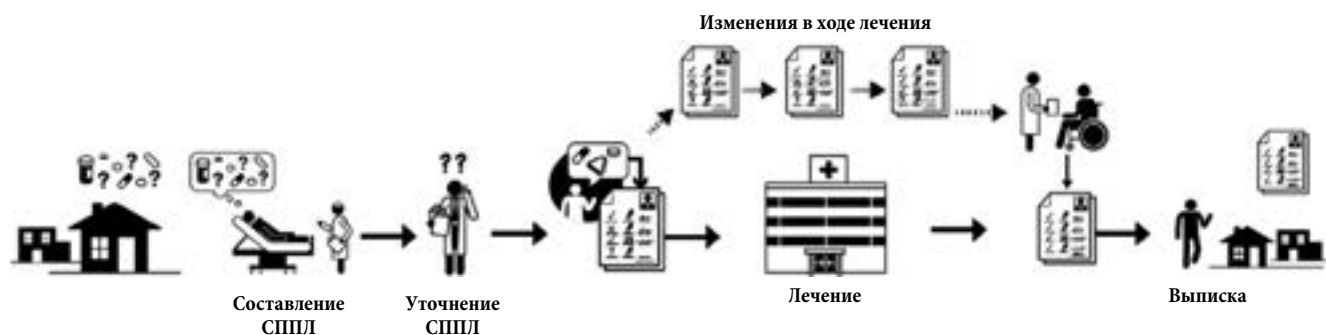 Изменения в ходе лечения
? ?
Составление
СППЛ
Уточнение
СППЛ
Лечение
Выписка